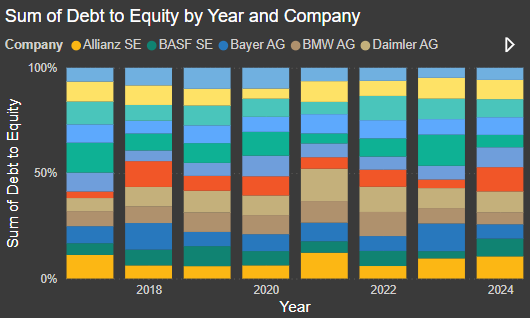 Sum of Debt to Equity by Year and Company
Company Allianz SE BASF SE Bayer AG BMW AG Daimler AG
100%
50%
0%
Sum of Debt to Equity
2018 2020 2022 2024
Year